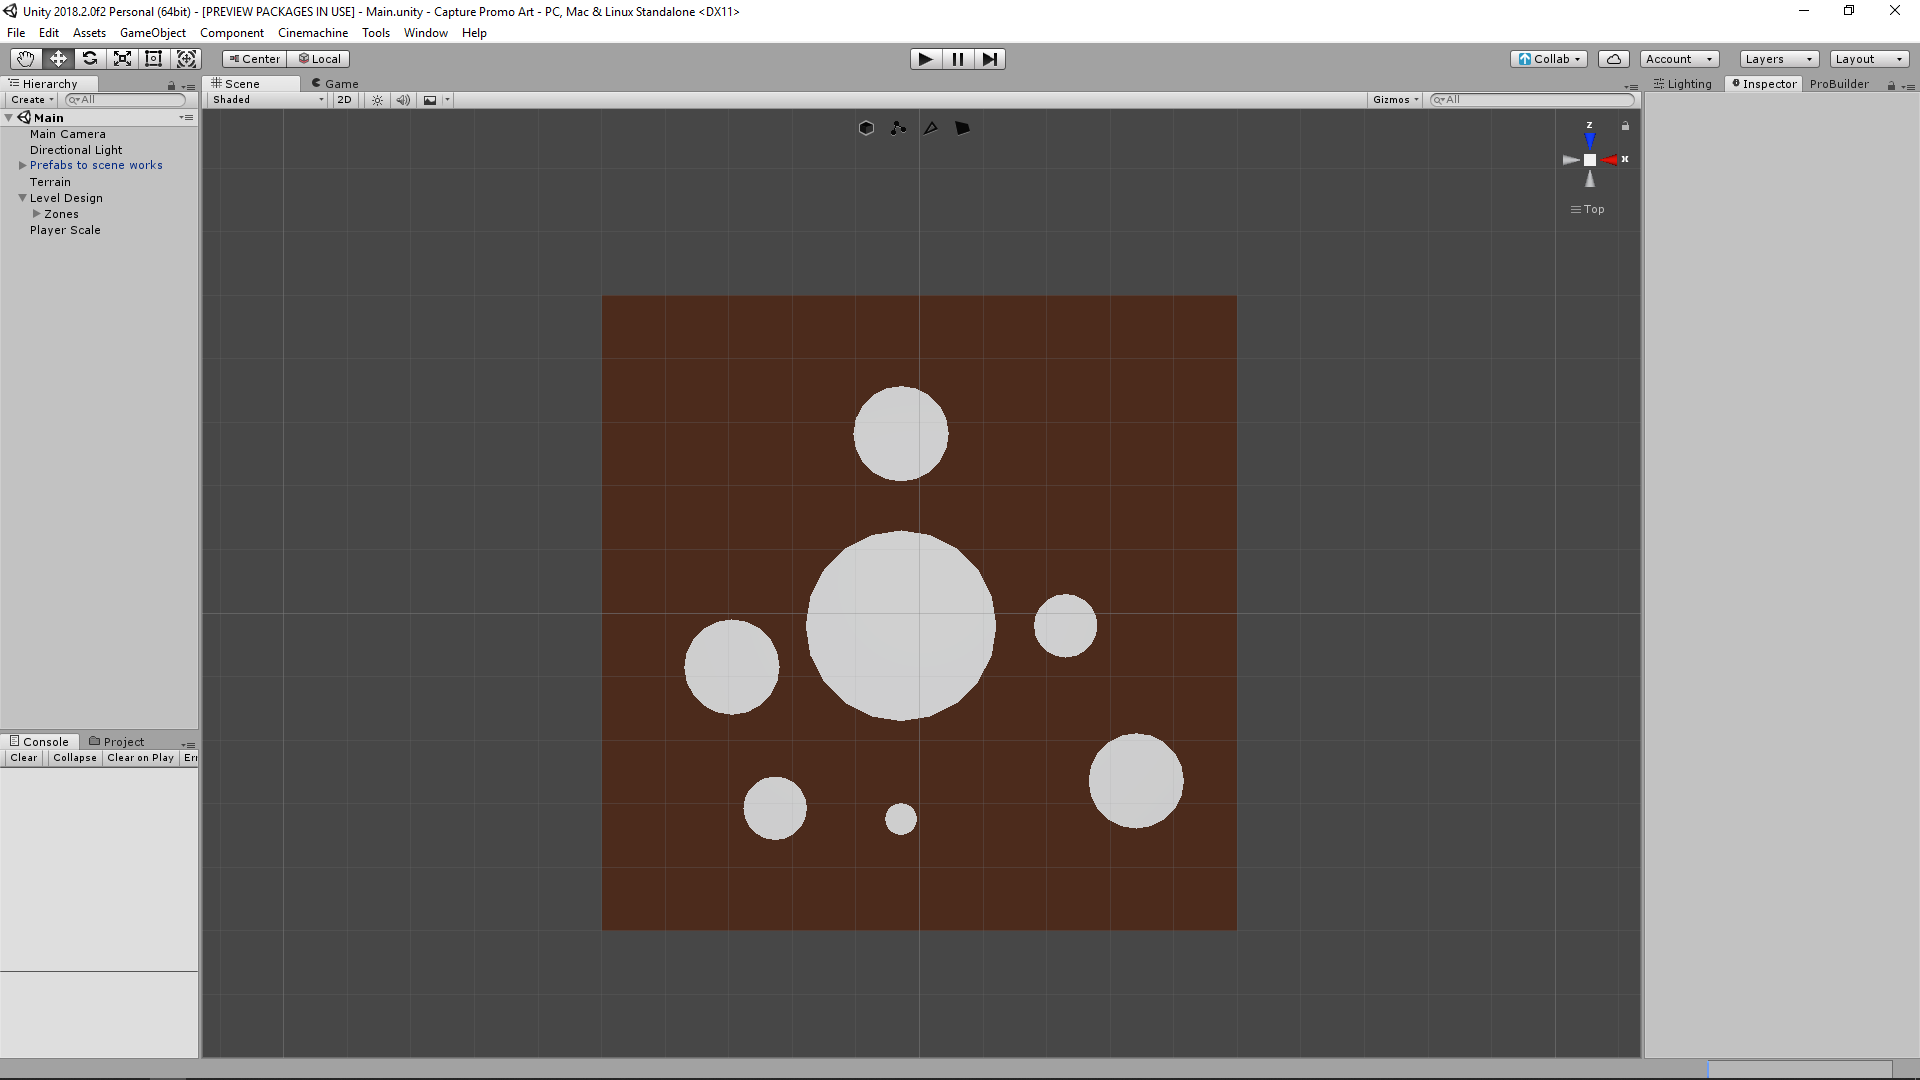 Unity 2018.2.0f2 Personal (64bit) - [PREVIEW PACKAGES IN USE] - Main.unity - Capture Promo Art - PC, Mac & Linux Standalone <DX11>
File Edit Assets GameObject Component Cinemachine Tools Window Help
Center Local Collab Account Layers Layout
Hierarchy Scene Game Lighting Inspector ProBuilder
Create All Shaded 2D Gizmos All
Main
Main Camera
Directional Light
Prefabs to scene works
Terrain
Level Design
Zones
Player Scale
z
x
Top
Console Project
Clear Collapse Clear on Play Err